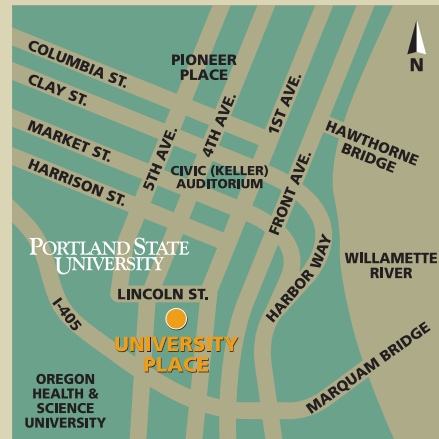 COLUMBIA ST.
PIONEER
PLACE
N
CLAY ST.
5TH AVE.
4TH AVE.
1ST AVE.
MARKET ST.
HAWTHORNE
BRIDGE
CIVIC (KELLER)
AUDITORIUM
FRONT AVE.
HARRISON ST.
PORTLAND STATE
UNIVERSITY
WILLAMETTE
RIVER
HARBOR WAY
LINCOLN ST.
I-405
UNIVERSITY
PLACE
MARQUAM BRIDGE
OREGON
HEALTH &
SCIENCE
UNIVERSITY